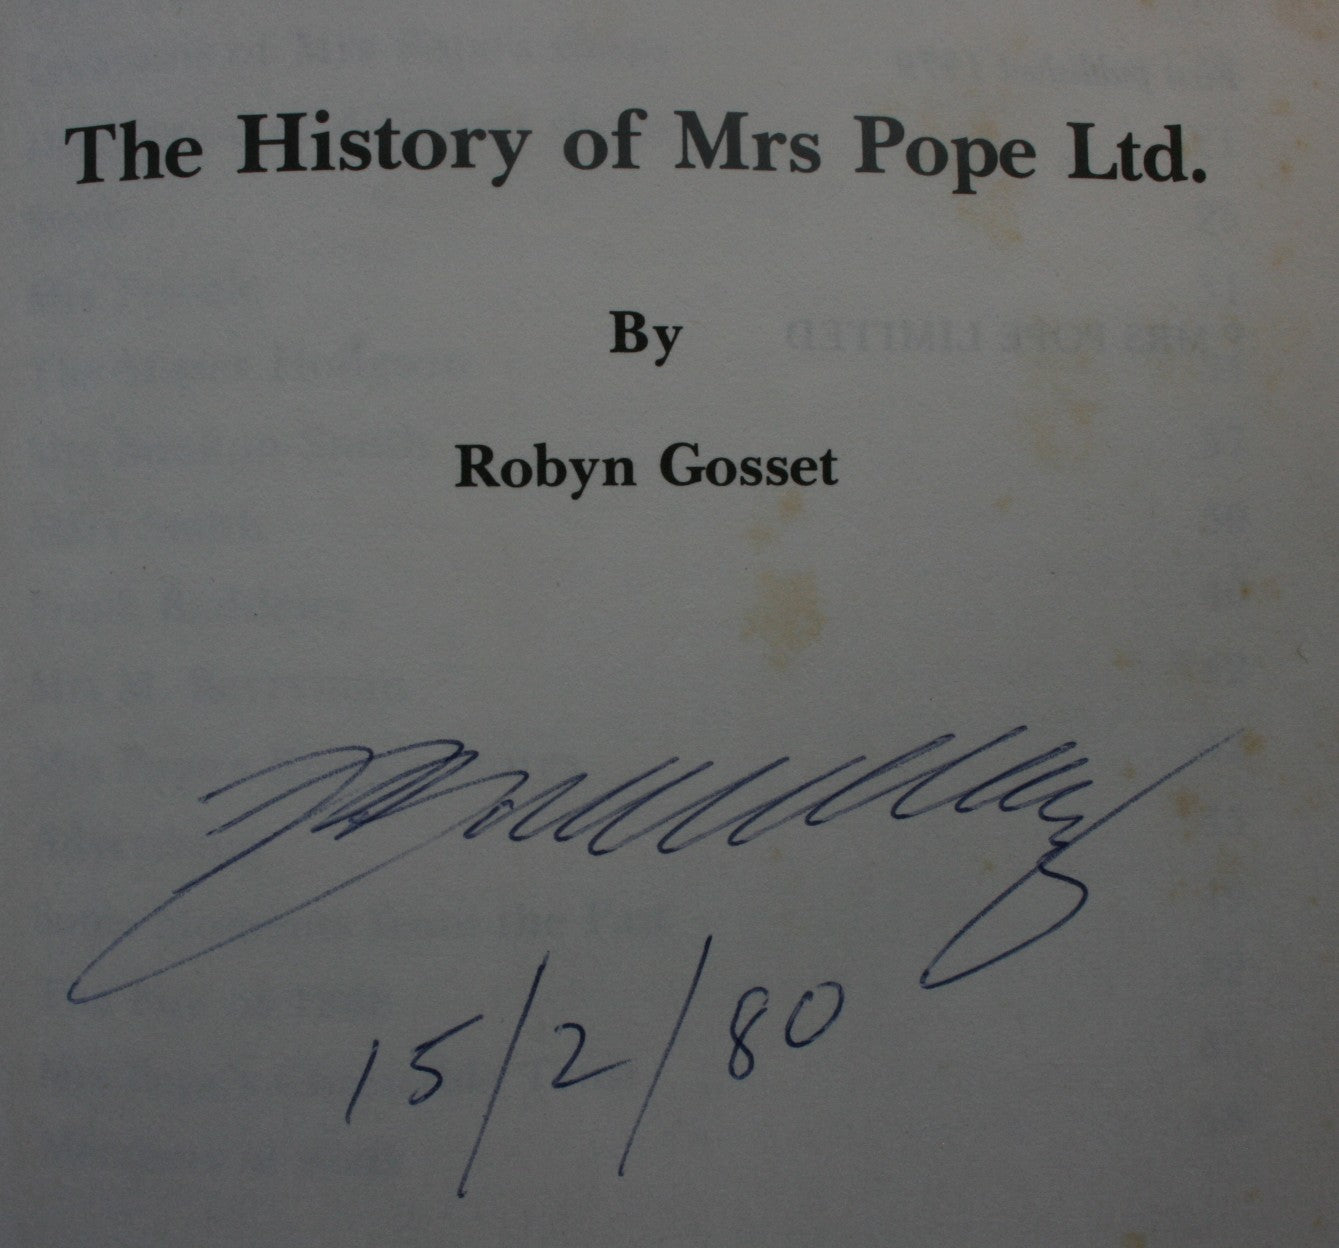 The History of Mrs Pope Ltd.
By
Robyn Gosset
15/2/80